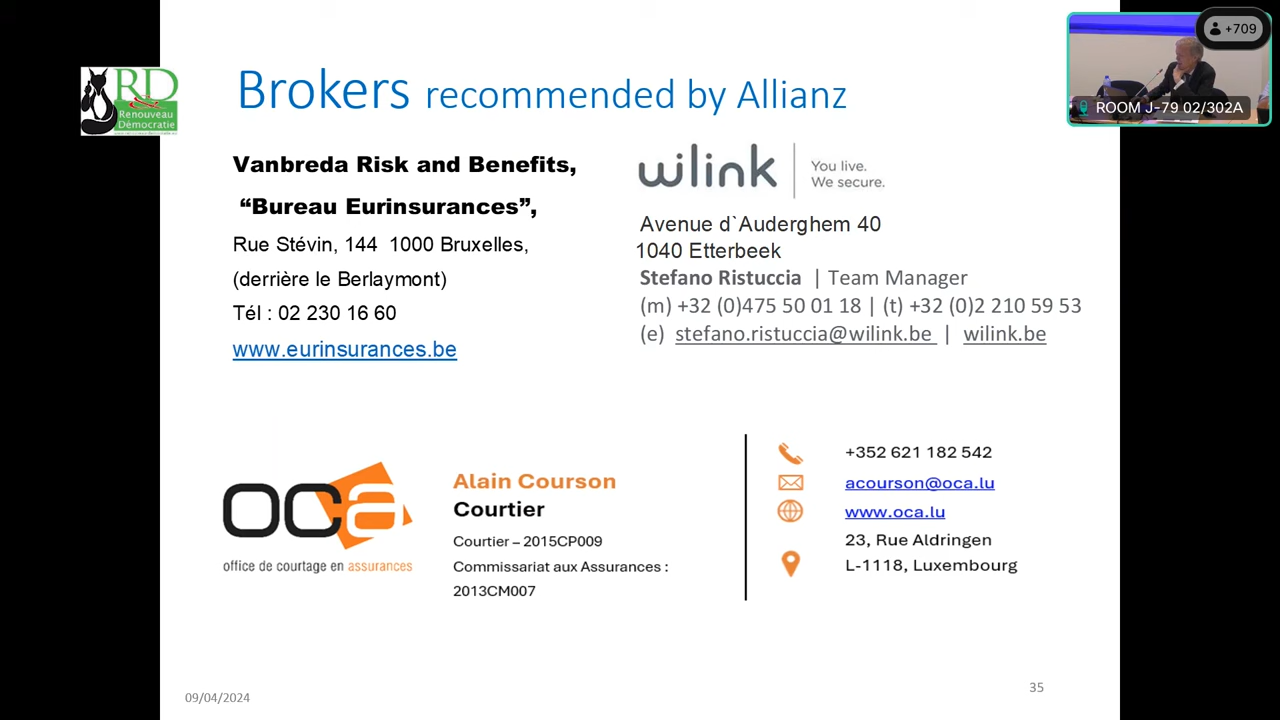 +709
ROOM J-79 02/302A
RD
Renouveau
Démocratie
Brokers recommended by Allianz
Vanbreda Risk and Benefits,
“Bureau Eurinsurances”,
Rue Stévin, 144 1000 Bruxelles,
(derrière le Berlaymont)
Tél : 02 230 16 60
www.eurinsurances.be
wilink
You live.
We secure.
Avenue d`Auderghem 40
1040 Etterbeek
Stefano Ristuccia | Team Manager
(m) +32 (0)475 50 01 18 | (t) +32 (0)2 210 59 53
(e) stefano.ristuccia@wilink.be | wilink.be
oca
office de courtage en assurances
Alain Courson
Courtier
Courtier – 2015CP009
Commissariat aux Assurances :
2013CM007
+352 621 182 542
acourson@oca.lu
www.oca.lu
23, Rue Aldringen
L-1118, Luxembourg
09/04/2024
35